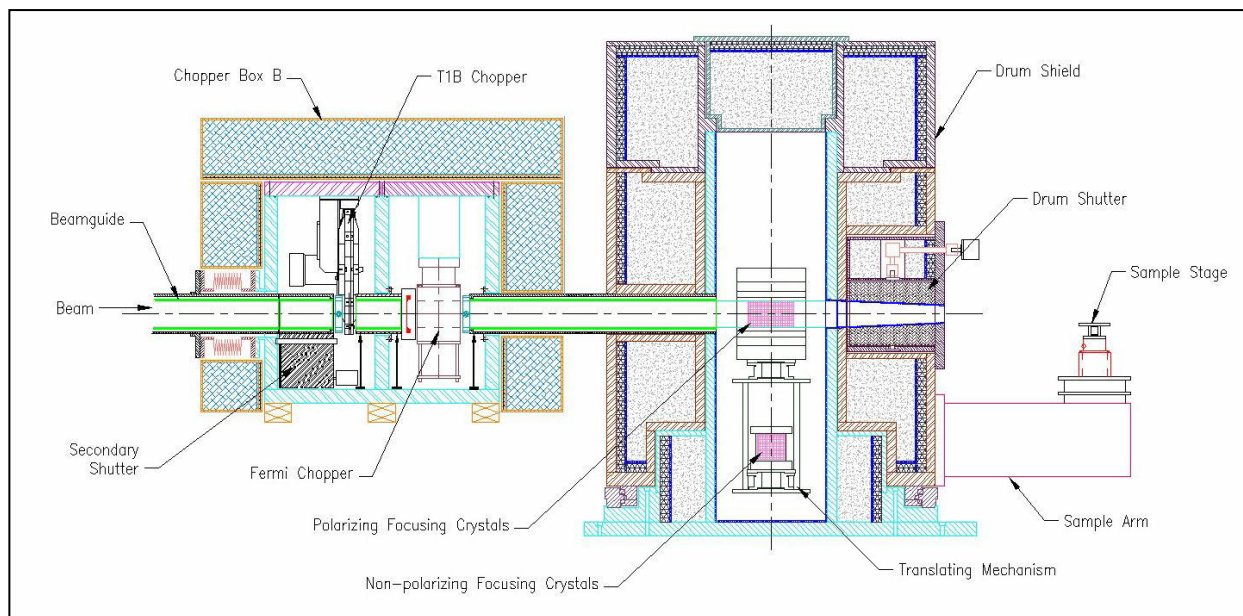 Chopper Box B
T1B Chopper
Drum Shield
Drum Shutter
Beamguide
Sample Stage
Beam
Secondary
Shutter
Fermi Chopper
Polarizing Focusing Crystals
Sample Arm
Non-polarizing Focusing Crystals
Translating Mechanism